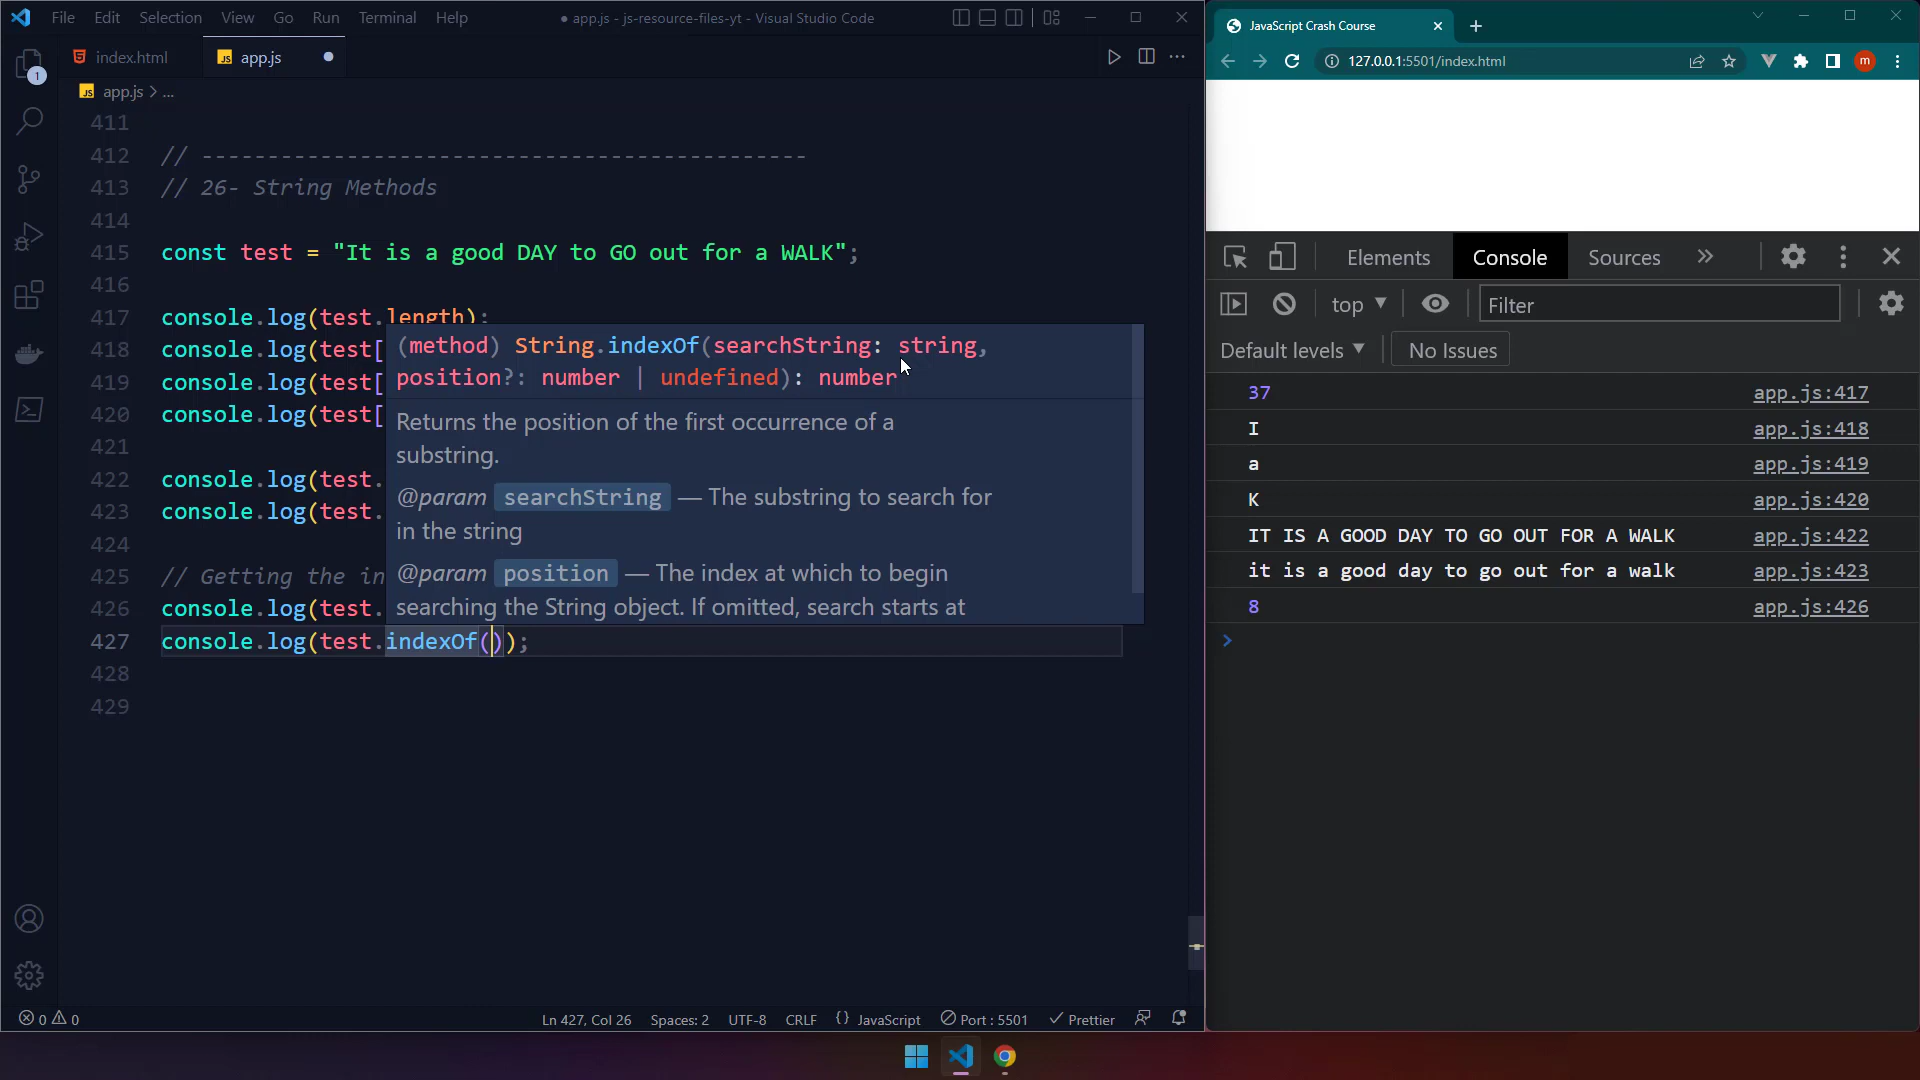 File Edit Selection View Go Run Terminal Help
● app.js - js-resource-files-yt - Visual Studio Code
index.html
JS app.js
1
JS app.js > ...
411
412 // ----------------------------------------------
413 // 26- String Methods
414
415 const test = "It is a good DAY to GO out for a WALK";
416
417 console.log(test.length);
418 console.log(test[
419 console.log(test[
420 console.log(test[
421
422 console.log(test.
423 console.log(test.
424
425 // Getting the in
426 console.log(test.
427 console.log(test.indexOf());
428
429
(method) String.indexOf(searchString: string,
position?: number | undefined): number
Returns the position of the first occurrence of a
substring.
@param searchString — The substring to search for
in the string
@param position — The index at which to begin
searching the String object. If omitted, search starts at
0 0
Ln 427, Col 26 Spaces: 2 UTF-8 CRLF {} JavaScript Port : 5501 Prettier
JavaScript Crash Course
127.0.0.1:5501/index.html
m
Elements Console Sources »
top Filter
Default levels No Issues
37 app.js:417
I app.js:418
a app.js:419
K app.js:420
IT IS A GOOD DAY TO GO OUT FOR A WALK app.js:422
it is a good day to go out for a walk app.js:423
8 app.js:426
>